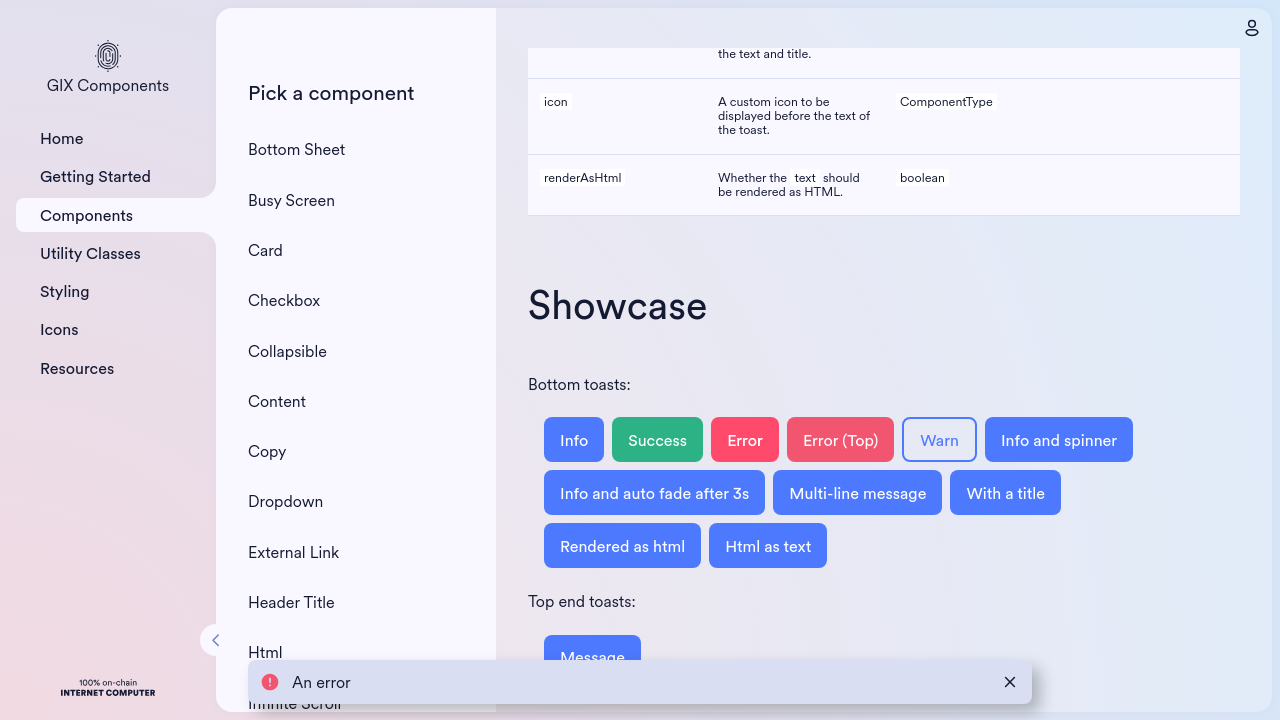 GIX Components
Home
Getting Started
Components
Utility Classes
Styling
Icons
Resources
100% on-chain
INTERNET COMPUTER
Pick a component
Bottom Sheet
Busy Screen
Card
Checkbox
Collapsible
Content
Copy
Dropdown
External Link
Header Title
Html
Infinite Scroll
the text and title.
icon
A custom icon to be
displayed before the text of
the toast.
ComponentType
renderAsHtml
Whether the text should
be rendered as HTML.
boolean
Showcase
Bottom toasts:
Info
Success
Error
Error (Top)
Warn
Info and spinner
Info and auto fade after 3s
Multi-line message
With a title
Rendered as html
Html as text
Top end toasts:
Message
An error